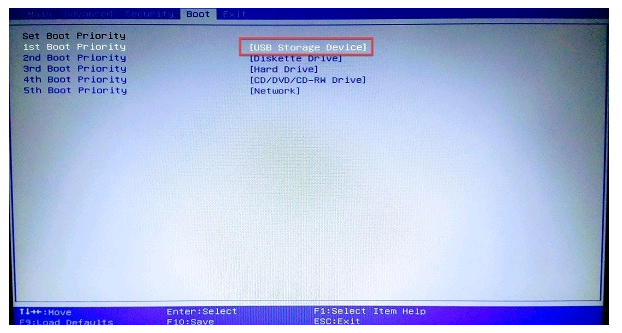 Main Advanced Security Boot Exit
Set Boot Priority
1st Boot Priority [USB Storage Device]
2nd Boot Priority [Diskette Drive]
3rd Boot Priority [Hard Drive]
4th Boot Priority [CD/DVD/CD-RW Drive]
5th Boot Priority [Network]
↑↓↔:Move Enter:Select F1:Select Item Help
F9:Load Defaults F10:Save ESC:Exit